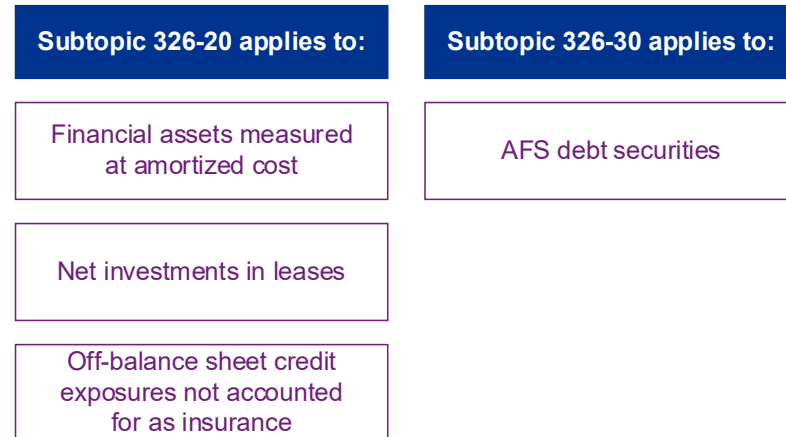 Subtopic 326-20 applies to:
Financial assets measured
at amortized cost
Net investments in leases
Off-balance sheet credit
exposures not accounted
for as insurance
Subtopic 326-30 applies to:
AFS debt securities